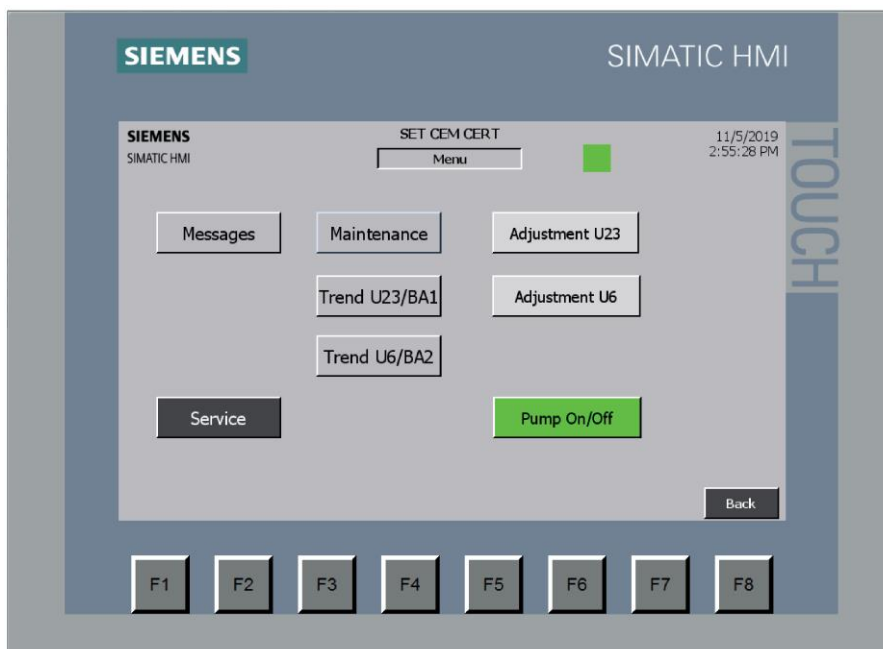 SIEMENS
SIMATIC HMI
TOUCH
SIEMENS
SIMATIC HMI
SET CEM CERT
Menu
11/5/2019
2:55:28 PM
Messages
Maintenance
Adjustment U23
Trend U23/BA1
Adjustment U6
Trend U6/BA2
Service
Pump On/Off
Back
F1
F2
F3
F4
F5
F6
F7
F8